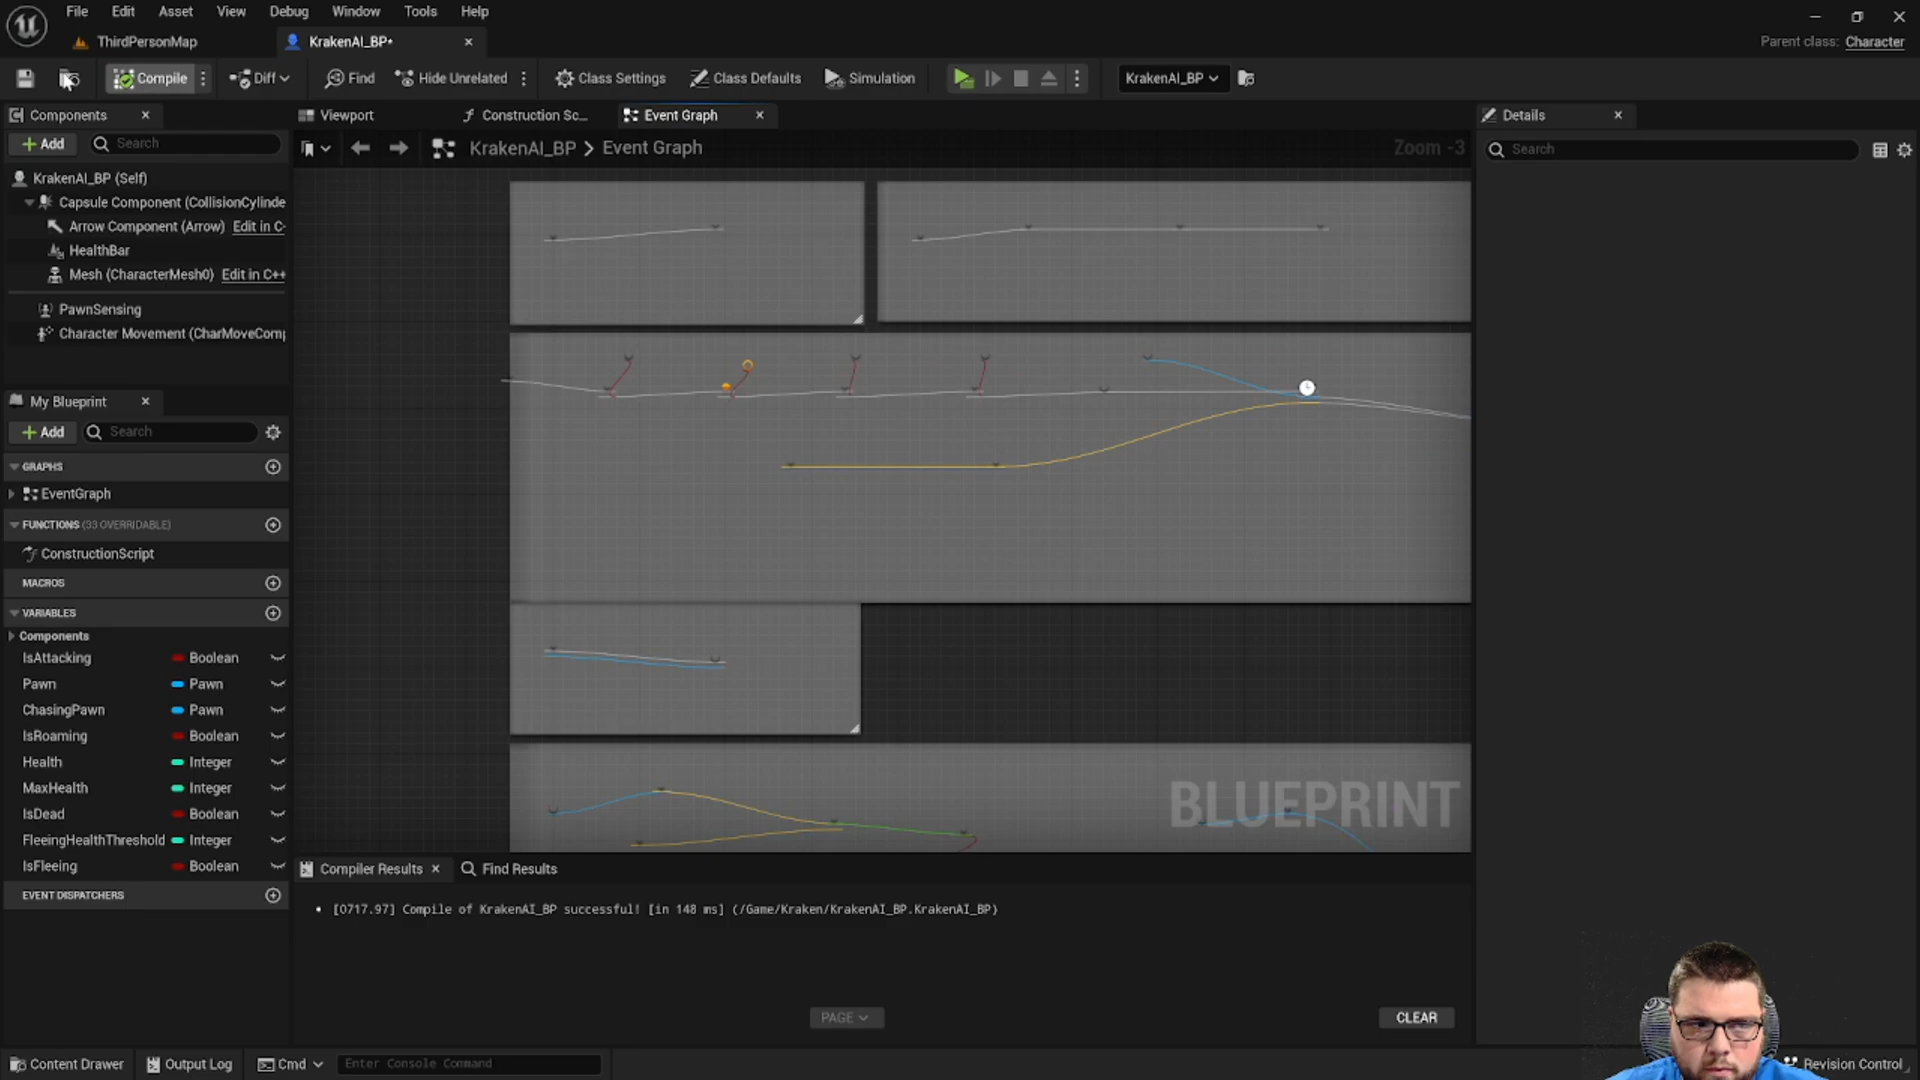 File Edit Asset View Debug Window Tools Help
ThirdPersonMap
KrakenAI_BP*
Parent class: Character
Compile
Diff
Find
Hide Unrelated
Class Settings
Class Defaults
Simulation
KrakenAI_BP
Components
Viewport
Construction Sc...
Event Graph
Details
Add
Search
KrakenAI_BP > Event Graph
Zoom -3
Search
KrakenAI_BP (Self)
Capsule Component (CollisionCylinde
Arrow Component (Arrow) Edit in C+
HealthBar
Mesh (CharacterMesh0) Edit in C++
PawnSensing
Character Movement (CharMoveComp
My Blueprint
Add
Search
GRAPHS
EventGraph
FUNCTIONS (33 OVERRIDABLE)
ConstructionScript
MACROS
VARIABLES
Components
IsAttacking Boolean
Pawn Pawn
ChasingPawn Pawn
IsRoaming Boolean
Health Integer
MaxHealth Integer
IsDead Boolean
FleeingHealthThreshold Integer
IsFleeing Boolean
EVENT DISPATCHERS
BLUEPRINT
Compiler Results
Find Results
[0717.97] Compile of KrakenAI_BP successful! [in 148 ms] (/Game/Kraken/KrakenAI_BP.KrakenAI_BP)
PAGE
CLEAR
Content Drawer
Output Log
Cmd
Enter Console Command
Revision Control